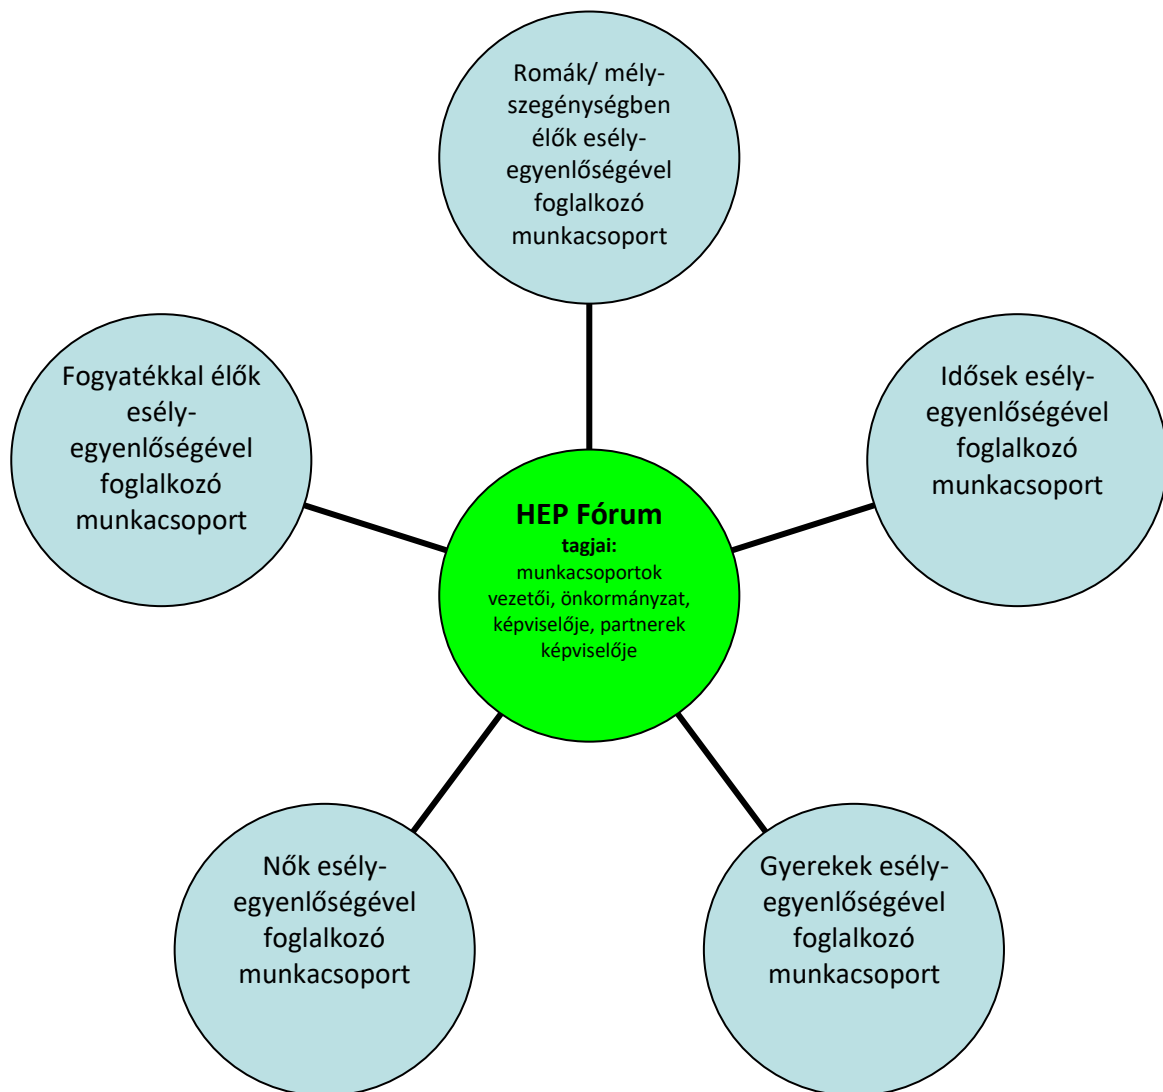 Romák/ mély-
szegénységben
élők esély-
egyenlőségével
foglalkozó
munkacsoport
Fogyatékkal élők
esély-
egyenlőségével
foglalkozó
munkacsoport
Idősek esély-
egyenlőségével
foglalkozó
munkacsoport
HEP Fórum
tagjai:
munkacsoportok
vezetői, önkormányzat,
képviselője, partnerek
képviselője
Nők esély-
egyenlőségével
foglalkozó
munkacsoport
Gyerekek esély-
egyenlőségével
foglalkozó
munkacsoport